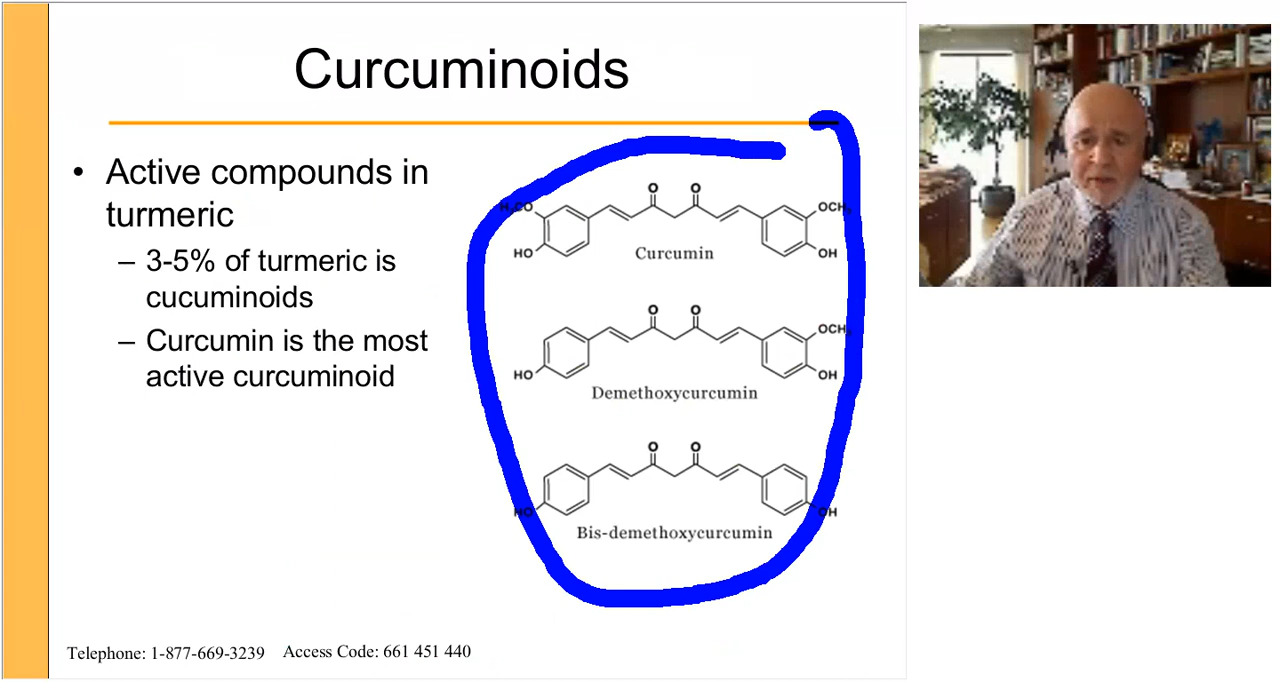 Curcuminoids
• Active compounds in
turmeric
– 3-5% of turmeric is
cucuminoids
– Curcumin is the most
active curcuminoid
O O
H₃CO OCH₃
HO OH
Curcumin
O O
OCH₃
HO OH
Demethoxycurcumin
O O
HO OH
Bis-demethoxycurcumin
Telephone: 1-877-669-3239 Access Code: 661 451 440